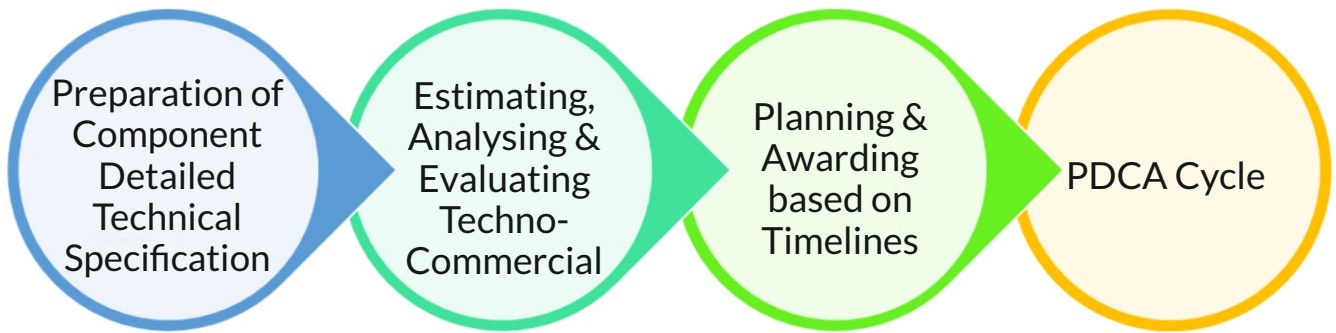 Preparation of
Component
Detailed
Technical
Specification
Estimating,
Analysing &
Evaluating
Techno-
Commercial
Planning &
Awarding
based on
Timelines
PDCA Cycle